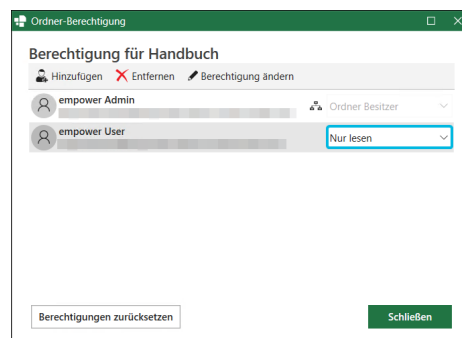 Ordner-Berechtigung
Berechtigung für Handbuch
Hinzufügen Entfernen Berechtigung ändern
empower Admin
Ordner Besitzer
empower User
Nur lesen
Berechtigungen zurücksetzen Schließen